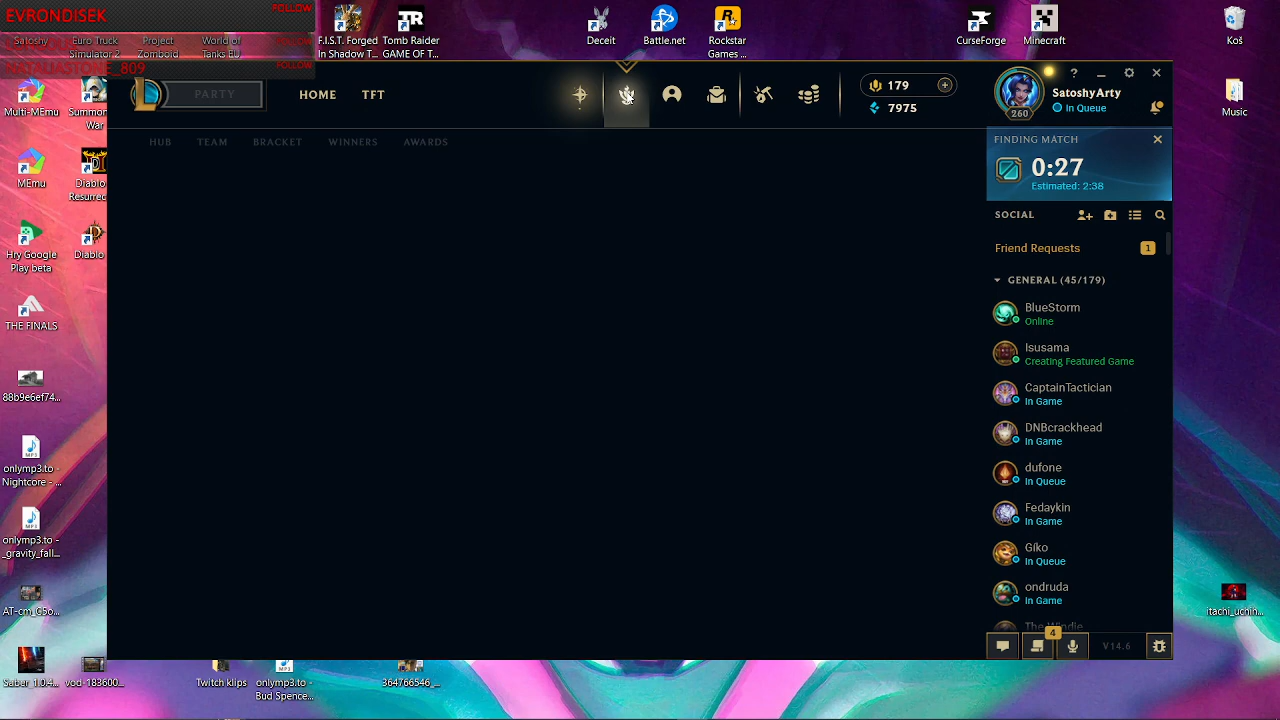 EVRONDISEK
FOLLOW
Satoshy
Euro Truck
Simulator 2
Project
Zomboid
World of
Tanks EU
FOLLOW
NATALIASTONE_809
FOLLOW
F.I.S.T. Forged
In Shadow T...
Tomb Raider
GAME OF T...
Deceit
Battle.net
Rockstar
Games ...
CurseForge
Minecraft
Koš
Multi-MEmu
Summon
War
MEmu
Diablo
Resurrec
Hry Google
Play beta
Diablo
THE FINALS
88b9e6ef74...
onlymp3.to -
Nightcore - ...
onlymp3.to -
_gravity_fall...
AT-cm_G5o...
Saber_1.0.4...
vod-183600...
Twitch klips
onlymp3.to -
Bud Spence...
364766546_...
Music
itachi_uchih...
PARTY
HOME
TFT
179
7975
260
SatoshyArty
In Queue
HUB
TEAM
BRACKET
WINNERS
AWARDS
FINDING MATCH
0:27
Estimated: 2:38
SOCIAL
Friend Requests
1
GENERAL (45/179)
BlueStorm
Online
Isusama
Creating Featured Game
CaptainTactician
In Game
DNBcrackhead
In Game
dufone
In Queue
Fedaykin
In Game
Gíko
In Queue
ondruda
In Game
The Windie
4
V14.6